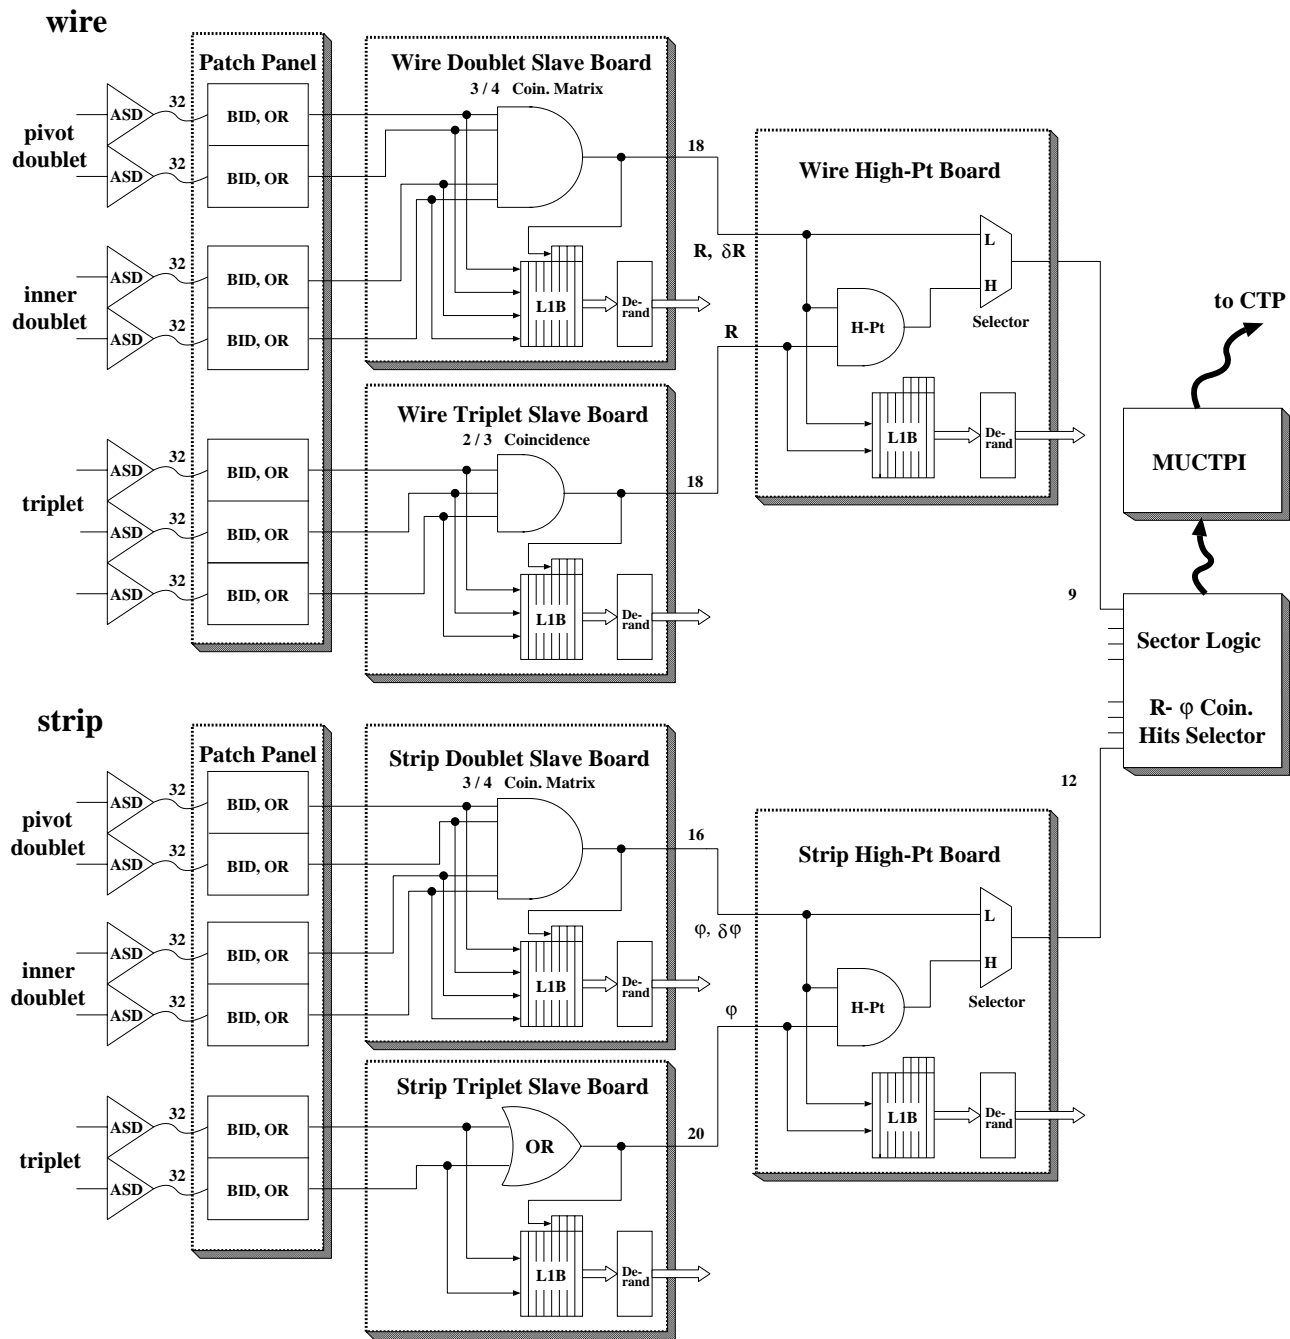 wire
Patch Panel
Wire Doublet Slave Board
3 / 4 Coin. Matrix
pivot
doublet
ASD
32
BID, OR
ASD
32
BID, OR
18
inner
doublet
ASD
32
BID, OR
ASD
32
BID, OR
L1B
De-
rand
R, δR
R
Wire High-Pt Board
L
H
Selector
H-Pt
L1B
De-
rand
to CTP
MUCTPI
Wire Triplet Slave Board
2 / 3 Coincidence
triplet
ASD
32
BID, OR
ASD
32
BID, OR
ASD
32
BID, OR
18
L1B
De-
rand
9
Sector Logic
R- φ Coin.
Hits Selector
12
strip
Patch Panel
Strip Doublet Slave Board
3 / 4 Coin. Matrix
pivot
doublet
ASD
32
BID, OR
ASD
32
BID, OR
16
inner
doublet
ASD
32
BID, OR
ASD
32
BID, OR
L1B
De-
rand
φ, δφ
φ
Strip High-Pt Board
L
H
Selector
H-Pt
L1B
De-
rand
Strip Triplet Slave Board
triplet
ASD
32
BID, OR
ASD
32
BID, OR
OR
20
L1B
De-
rand